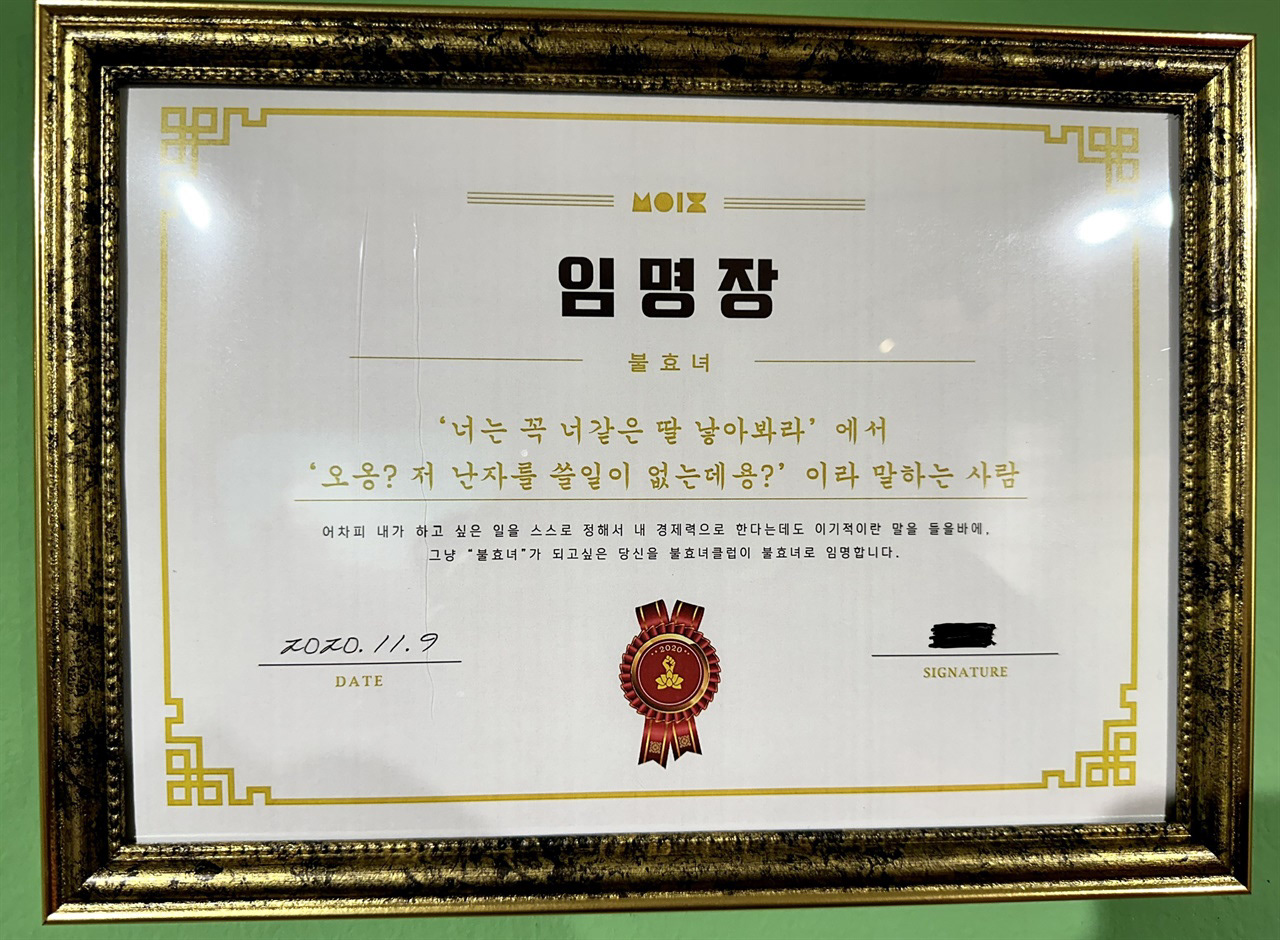 MOIZ
임명장
불효녀
‘너는 꼭 너같은 딸 낳아봐라’ 에서
‘오옹? 저 난자를 쓸일이 없는데용?’ 이라 말하는 사람
어차피 내가 하고 싶은 일을 스스로 정해서 내 경제력으로 한다는데도 이기적이란 말을 들을바에,
그냥 “불효녀”가 되고싶은 당신을 불효녀클럽이 불효녀로 임명합니다.
2020.11.9
DATE
2020
SIGNATURE